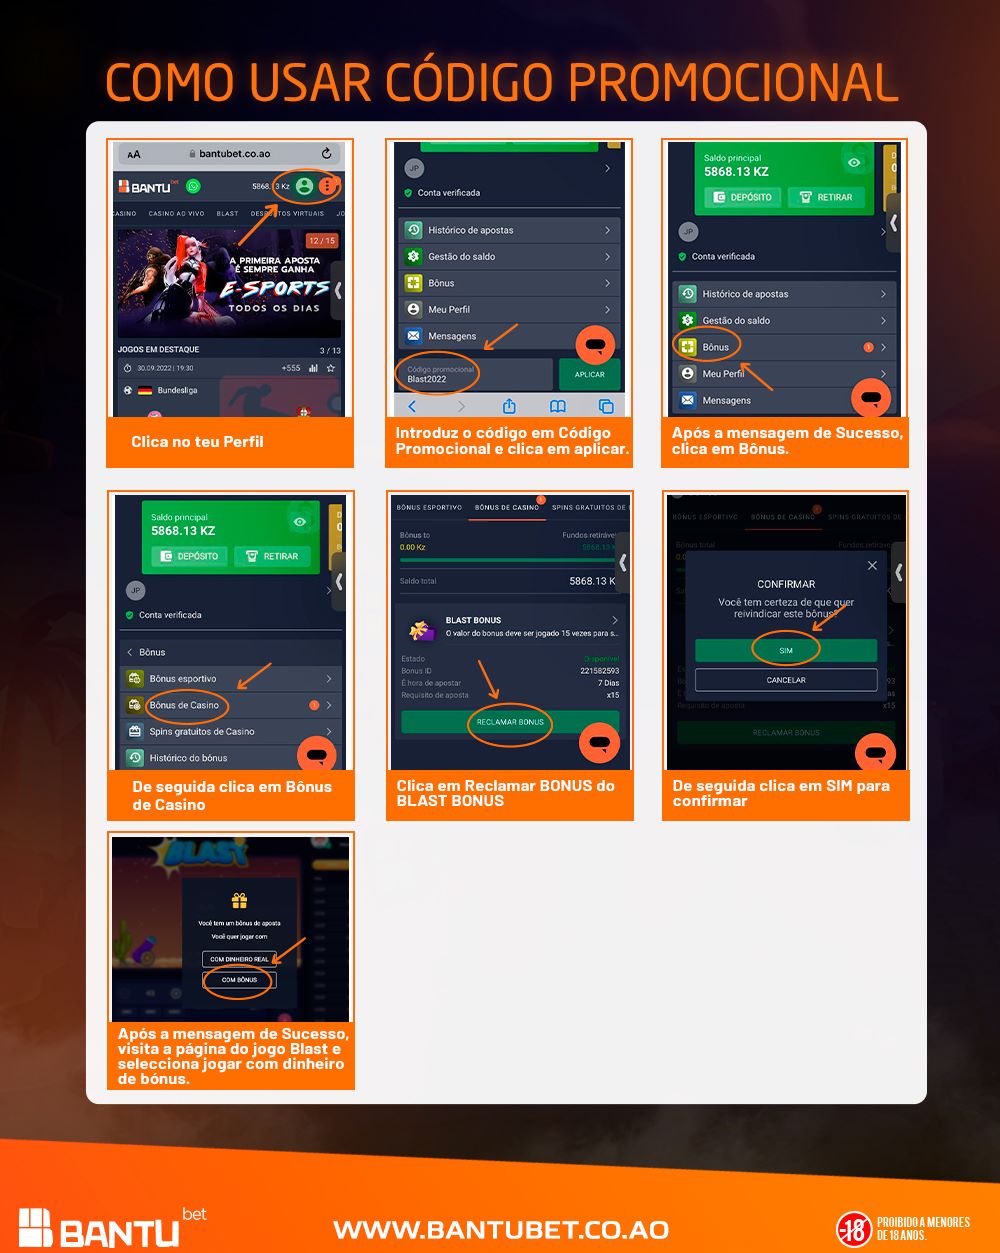 COMO USAR CÓDIGO PROMOCIONAL
AA bantubet.co.ao
BANTU bet 5868.13 Kz
CASINO AO VIVO BLAST DESPORTOS VIRTUAIS
12 / 15
A PRIMEIRA APOSTA
É SEMPRE GANHA
E-SPORTS
TODOS OS DIAS
JOGOS EM DESTAQUE 3 / 13
30.09.2022 | 19:30 +555
Bundesliga
Clica no teu Perfil
JP
Conta verificada
Histórico de apostas
Gestão do saldo
Bônus
Meu Perfil
Mensagens
Código promocional
Blast2022
APLICAR
Introduz o código em Código
Promocional e clica em aplicar.
Saldo principal
5868.13 KZ
DEPÓSITO RETIRAR
JP
Conta verificada
Histórico de apostas
Gestão do saldo
Bônus 1
Meu Perfil
Mensagens
Após a mensagem de Sucesso,
clica em Bônus.
Saldo principal
5868.13 KZ
DEPÓSITO RETIRAR
JP
Conta verificada
Bônus
Bônus esportivo
Bônus de Casino 1
Spins gratuitos de Casino
Histórico do bônus
De seguida clica em Bônus
de Casino
BÔNUS ESPORTIVO BÔNUS DE CASINO 1 SPINS GRATUITOS DE
Bônus to Fundos retiráve
0.00 Kz 5868.13
Saldo total 5868.13 K
BLAST BONUS
O valor do bonus deve ser jogado 15 vezes para s...
Estado Disponível
Bonus ID 221582593
É hora de apostar 7 Dias
Requisito de aposta x15
RECLAMAR BONUS
Clica em Reclamar BONUS do
BLAST BONUS
BÔNUS ESPORTIVO BÔNUS DE CASINO 1 SPINS GRATUITOS DE
Bônus total Fundos retiráve
CONFIRMAR
Você tem certeza de que quer
reivindicar este bônus?
SIM
CANCELAR
Requisito de aposta x15
RECLAMAR BONUS
De seguida clica em SIM para
confirmar
BLAST
Você tem um bônus de aposta
Você quer jogar com
COM DINHEIRO REAL
COM BÔNUS
Após a mensagem de Sucesso,
visita a página do jogo Blast e
selecciona jogar com dinheiro
de bónus.
BANTU bet
WWW.BANTUBET.CO.AO
-18 PROIBIDO A MENORES
DE 18 ANOS.